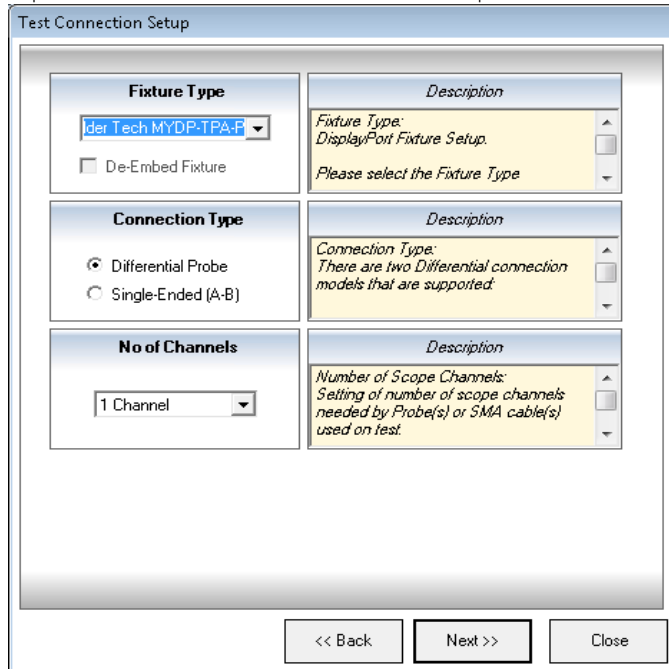 Test Connection Setup
Fixture Type
Description
lder Tech MYDP-TPA-P
De-Embed Fixture
Fixture Type:
DisplayPort Fixture Setup.
Please select the Fixture Type
Connection Type
Description
Differential Probe
Single-Ended (A-B)
Connection Type:
There are two Differential connection
models that are supported:
No of Channels
Description
1 Channel
Number of Scope Channels:
Setting of number of scope channels
needed by Probe(s) or SMA cable(s)
used on test.
<< Back
Next >>
Close